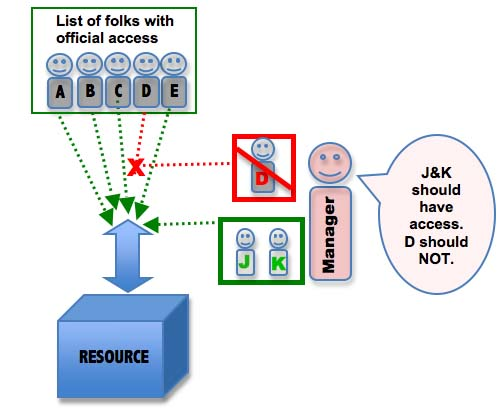 List of folks with
official access
A B C D E
X
D
J K
Manager
J&K
should
have
access.
D should
NOT.
RESOURCE